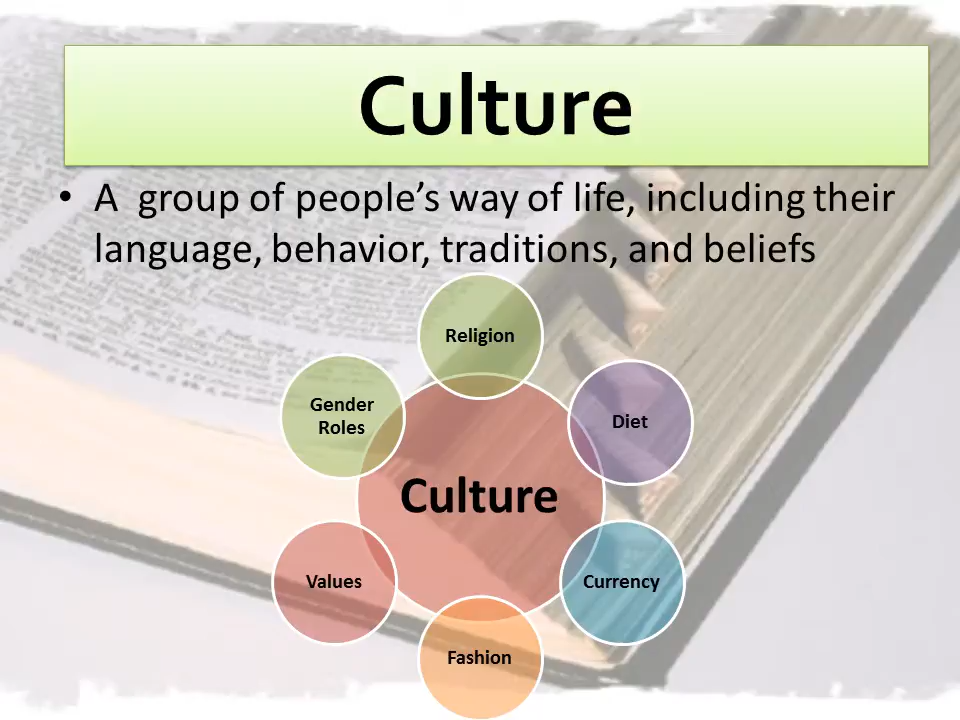 Culture
• A group of people's way of life, including their
language, behavior, traditions, and beliefs
Religion
Gender
Roles
Diet
Culture
Values
Currency
Fashion